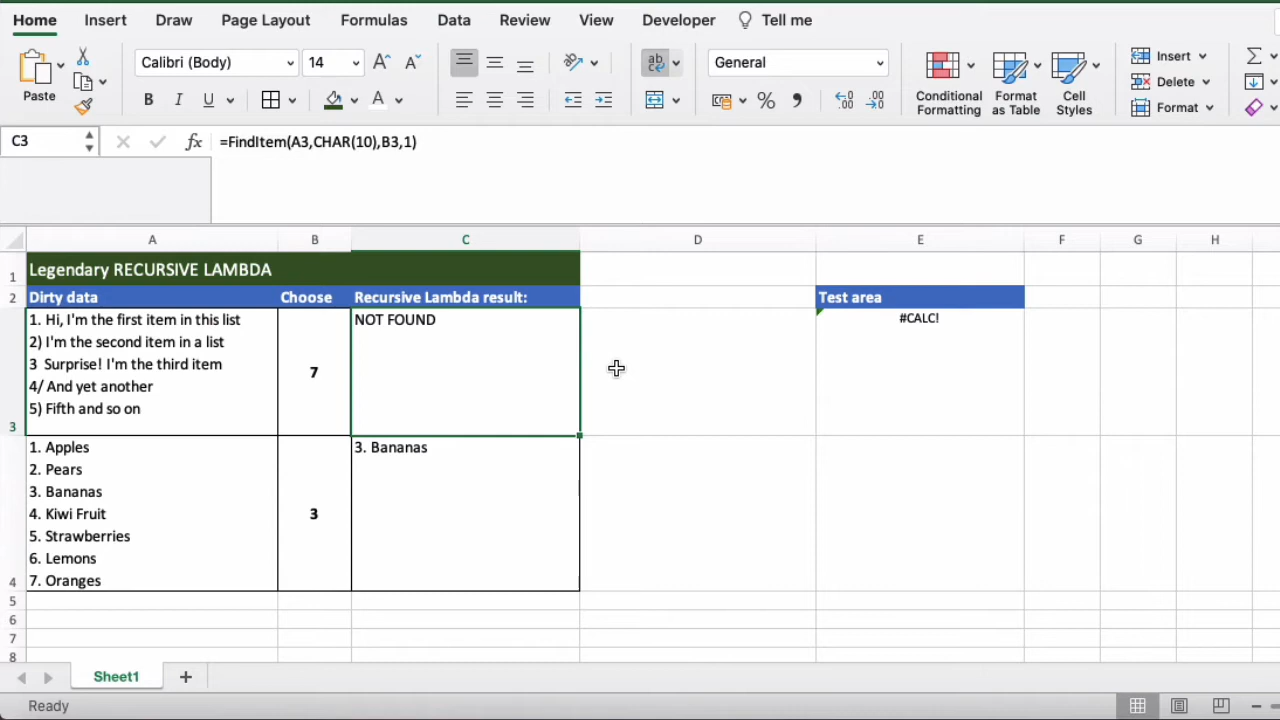 Home Insert Draw Page Layout Formulas Data Review View Developer Tell me
Calibri (Body) 14 A^ A˅ ab c General Insert
Paste B I U A % , Conditional Formatting Format as Table Cell Styles Delete
Format
C3 fx =FindItem(A3,CHAR(10),B3,1)
A B C D E F G H
1 Legendary RECURSIVE LAMBDA
2 Dirty data Choose Recursive Lambda result: Test area
1. Hi, I'm the first item in this list NOT FOUND #CALC!
2) I'm the second item in a list
3  Surprise! I'm the third item
7
4/ And yet another
5) Fifth and so on
3
1. Apples 3. Bananas
2. Pears
3. Bananas
4. Kiwi Fruit 3
5. Strawberries
6. Lemons
4 7. Oranges
5
6
7
8
Sheet1 +
Ready